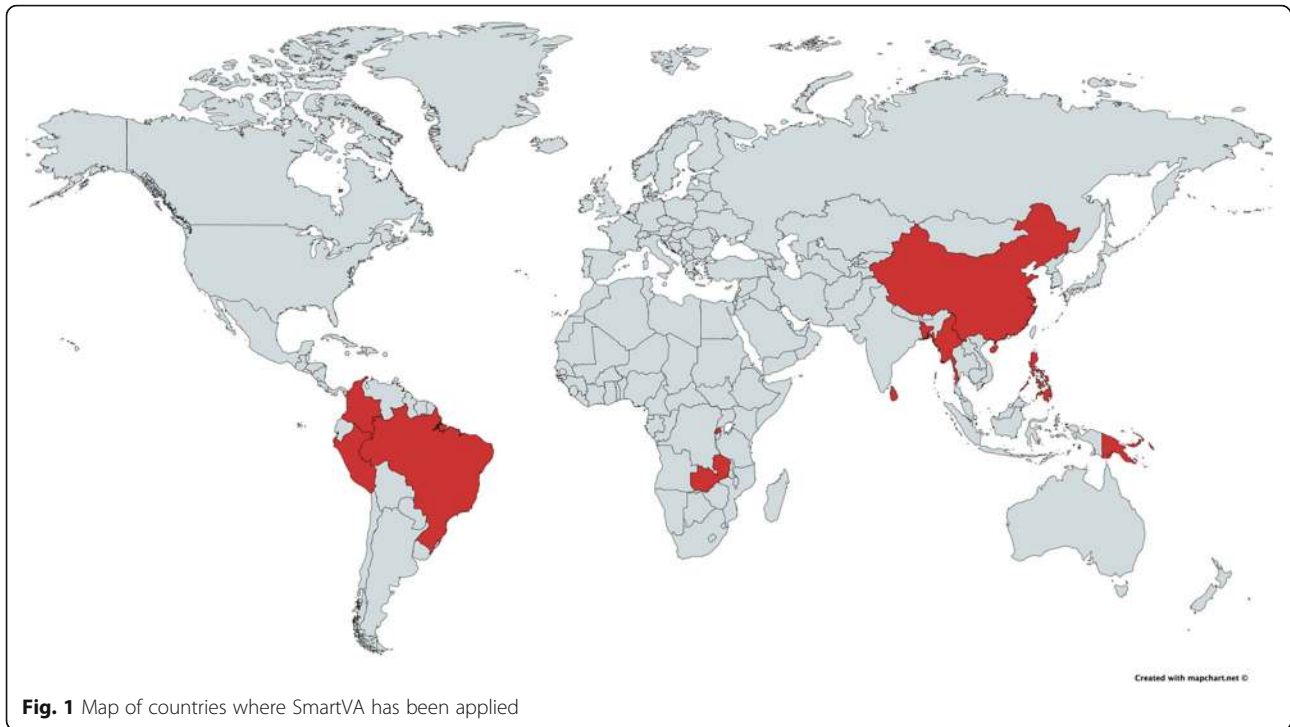 Created with mapchart.net ©
Fig. 1 Map of countries where SmartVA has been applied